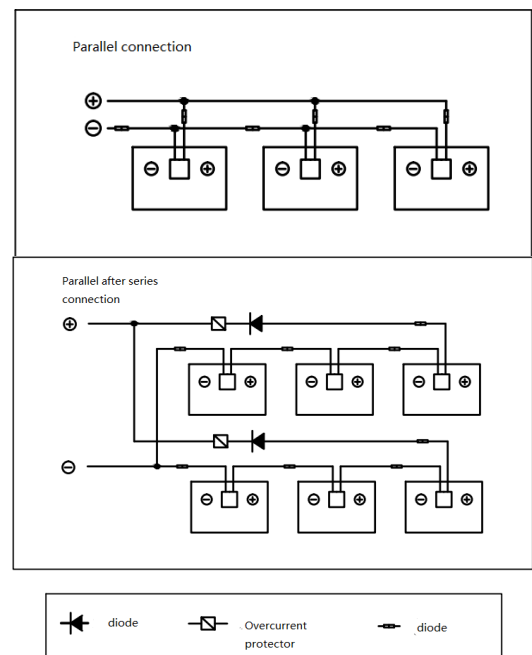 Parallel connection
Parallel after series
connection
diode
Overcurrent
protector
diode